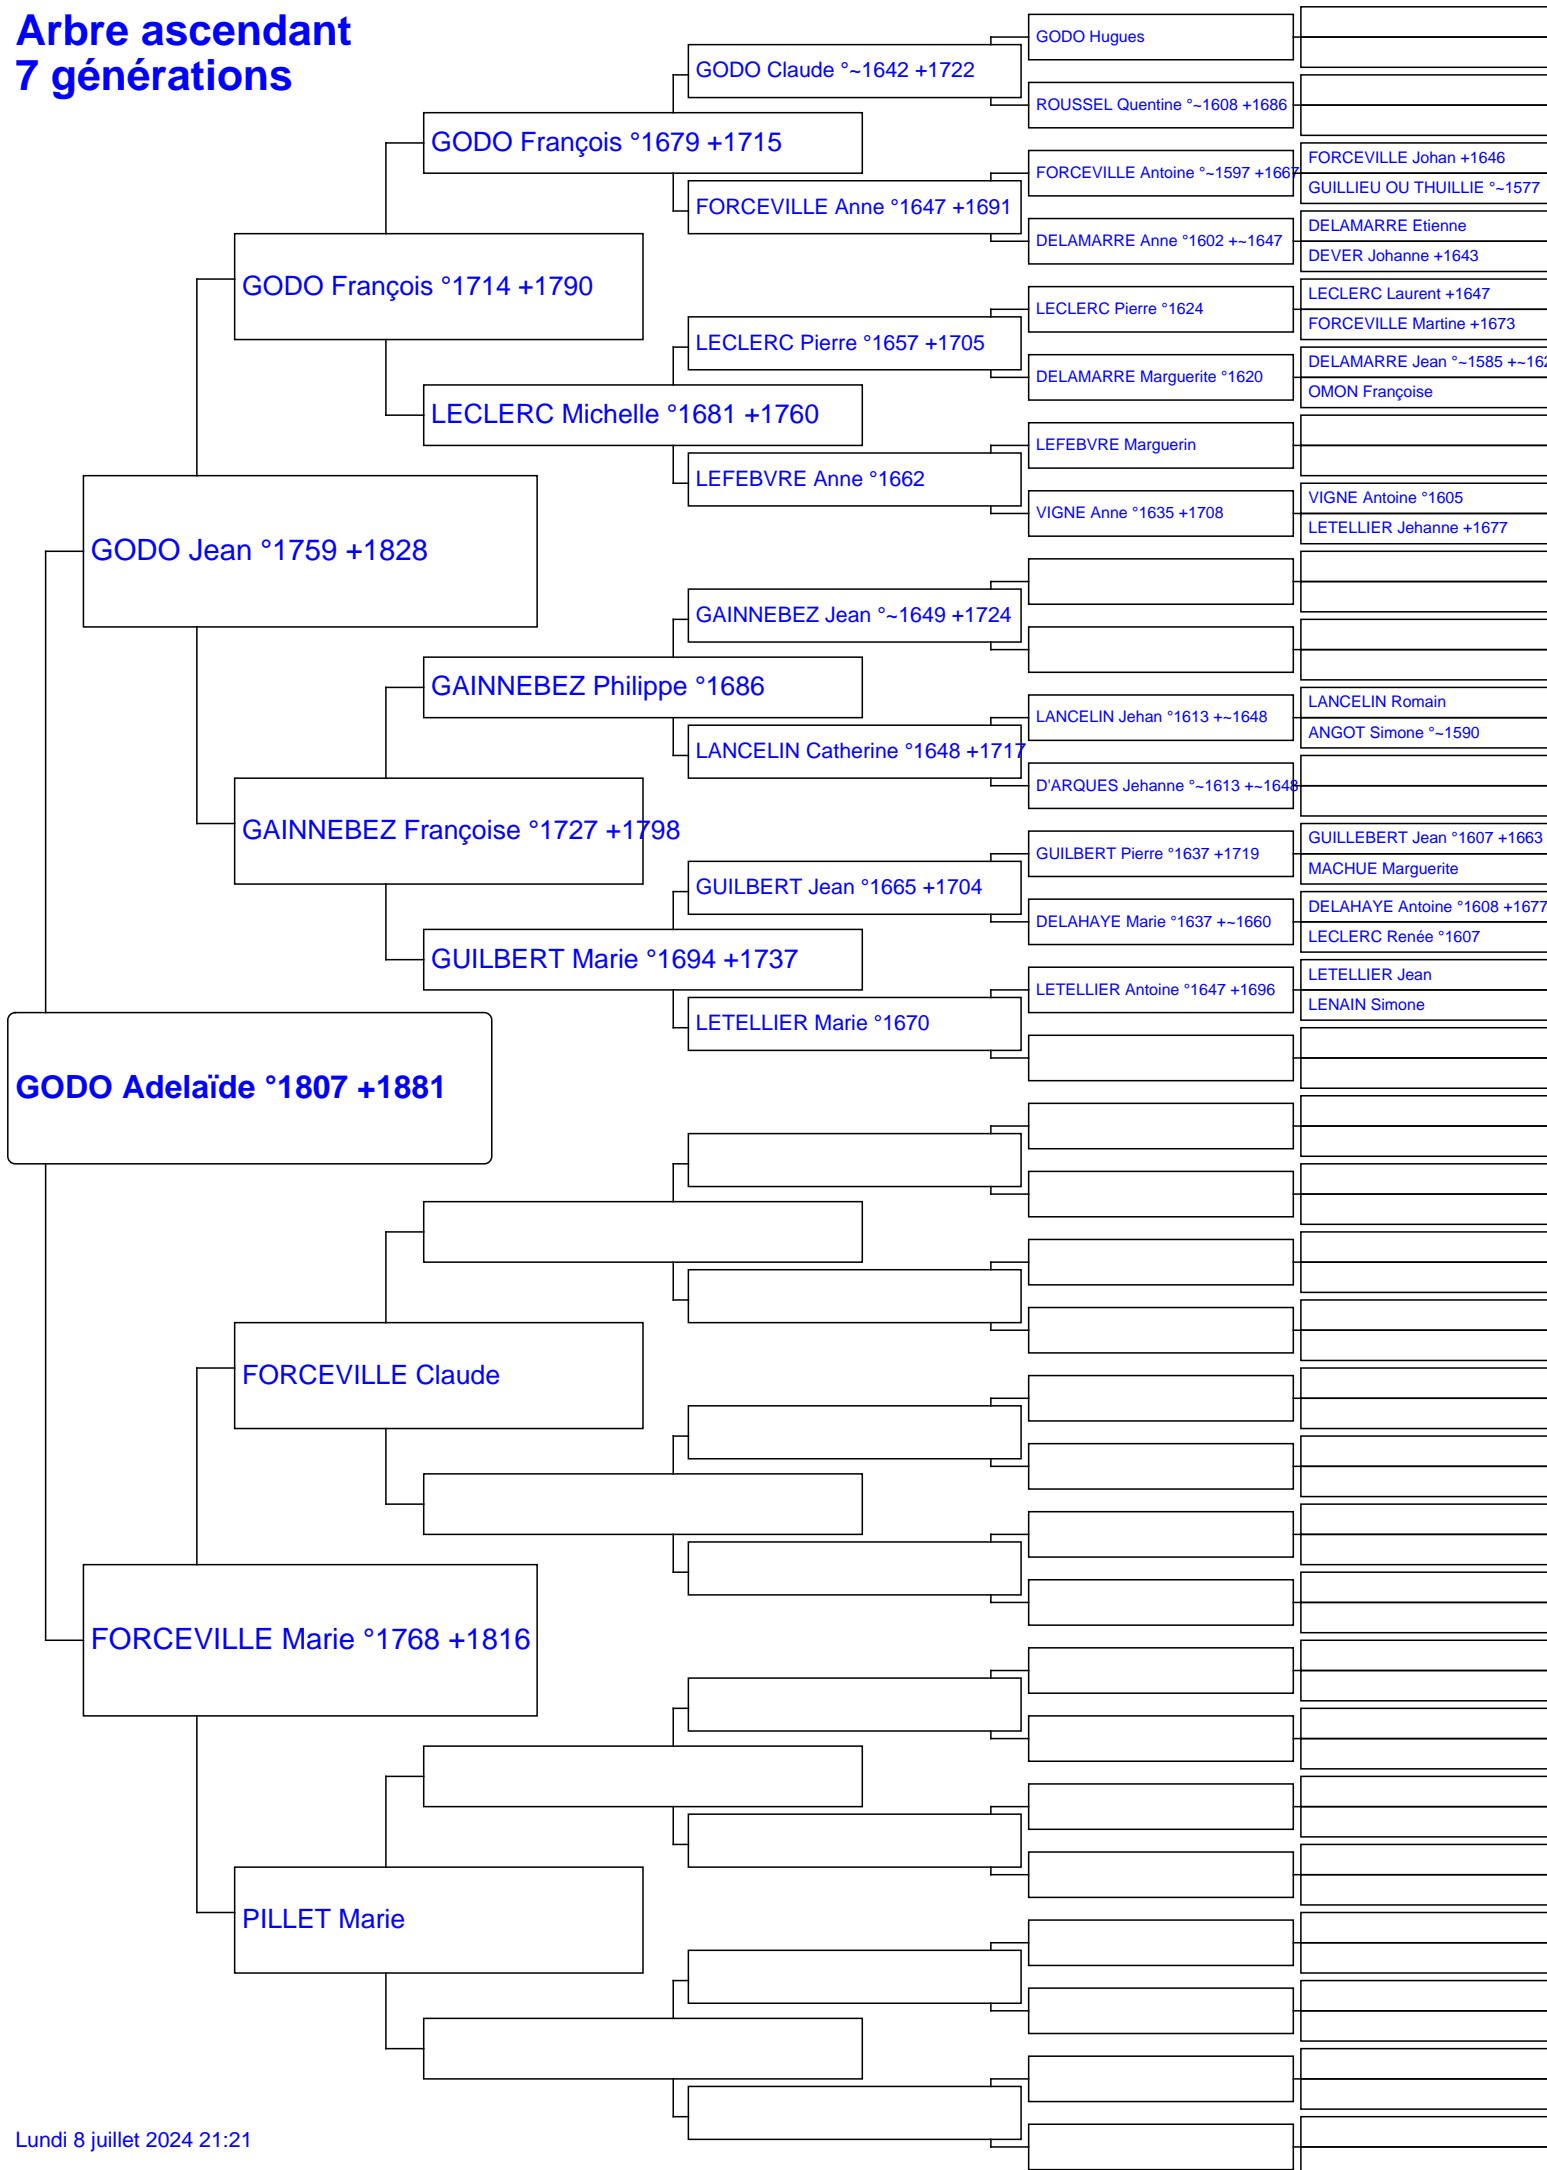 Arbre ascendant
7 générations
GODO Adelaïde °1807 +1881
GODO Jean °1759 +1828
FORCEVILLE Marie °1768 +1816
GODO François °1714 +1790
GAINNEBEZ Françoise °1727 +1798
FORCEVILLE Claude
PILLET Marie
GODO François °1679 +1715
LECLERC Michelle °1681 +1760
GAINNEBEZ Philippe °1686
GUILBERT Marie °1694 +1737
GODO Claude °~1642 +1722
FORCEVILLE Anne °1647 +1691
LECLERC Pierre °1657 +1705
LEFEBVRE Anne °1662
GAINNEBEZ Jean °~1649 +1724
LANCELIN Catherine °1648 +1717
GUILBERT Jean °1665 +1704
LETELLIER Marie °1670
GODO Hugues
ROUSSEL Quentine °~1608 +1686
FORCEVILLE Antoine °~1597 +1667
DELAMARRE Anne °1602 +~1647
LECLERC Pierre °1624
DELAMARRE Marguerite °1620
LEFEBVRE Marguerin
VIGNE Anne °1635 +1708
LANCELIN Jehan °1613 +~1648
D'ARQUES Jehanne °~1613 +~1648
GUILBERT Pierre °1637 +1719
DELAHAYE Marie °1637 +~1660
LETELLIER Antoine °1647 +1696
FORCEVILLE Johan +1646
GUILLIEU OU THUILLIE °~1577
DELAMARRE Etienne
DEVER Johanne +1643
LECLERC Laurent +1647
FORCEVILLE Martine +1673
DELAMARRE Jean °~1585
OMON Françoise
VIGNE Antoine °1605
LETELLIER Jehanne +1677
LANCELIN Romain
ANGOT Simone °~1590
GUILLEBERT Jean °1607 +1663
MACHUE Marguerite
DELAHAYE Antoine °1608 +1677
LECLERC Renée °1607
LETELLIER Jean
LENAIN Simone
Lundi 8 juillet 2024 21:21